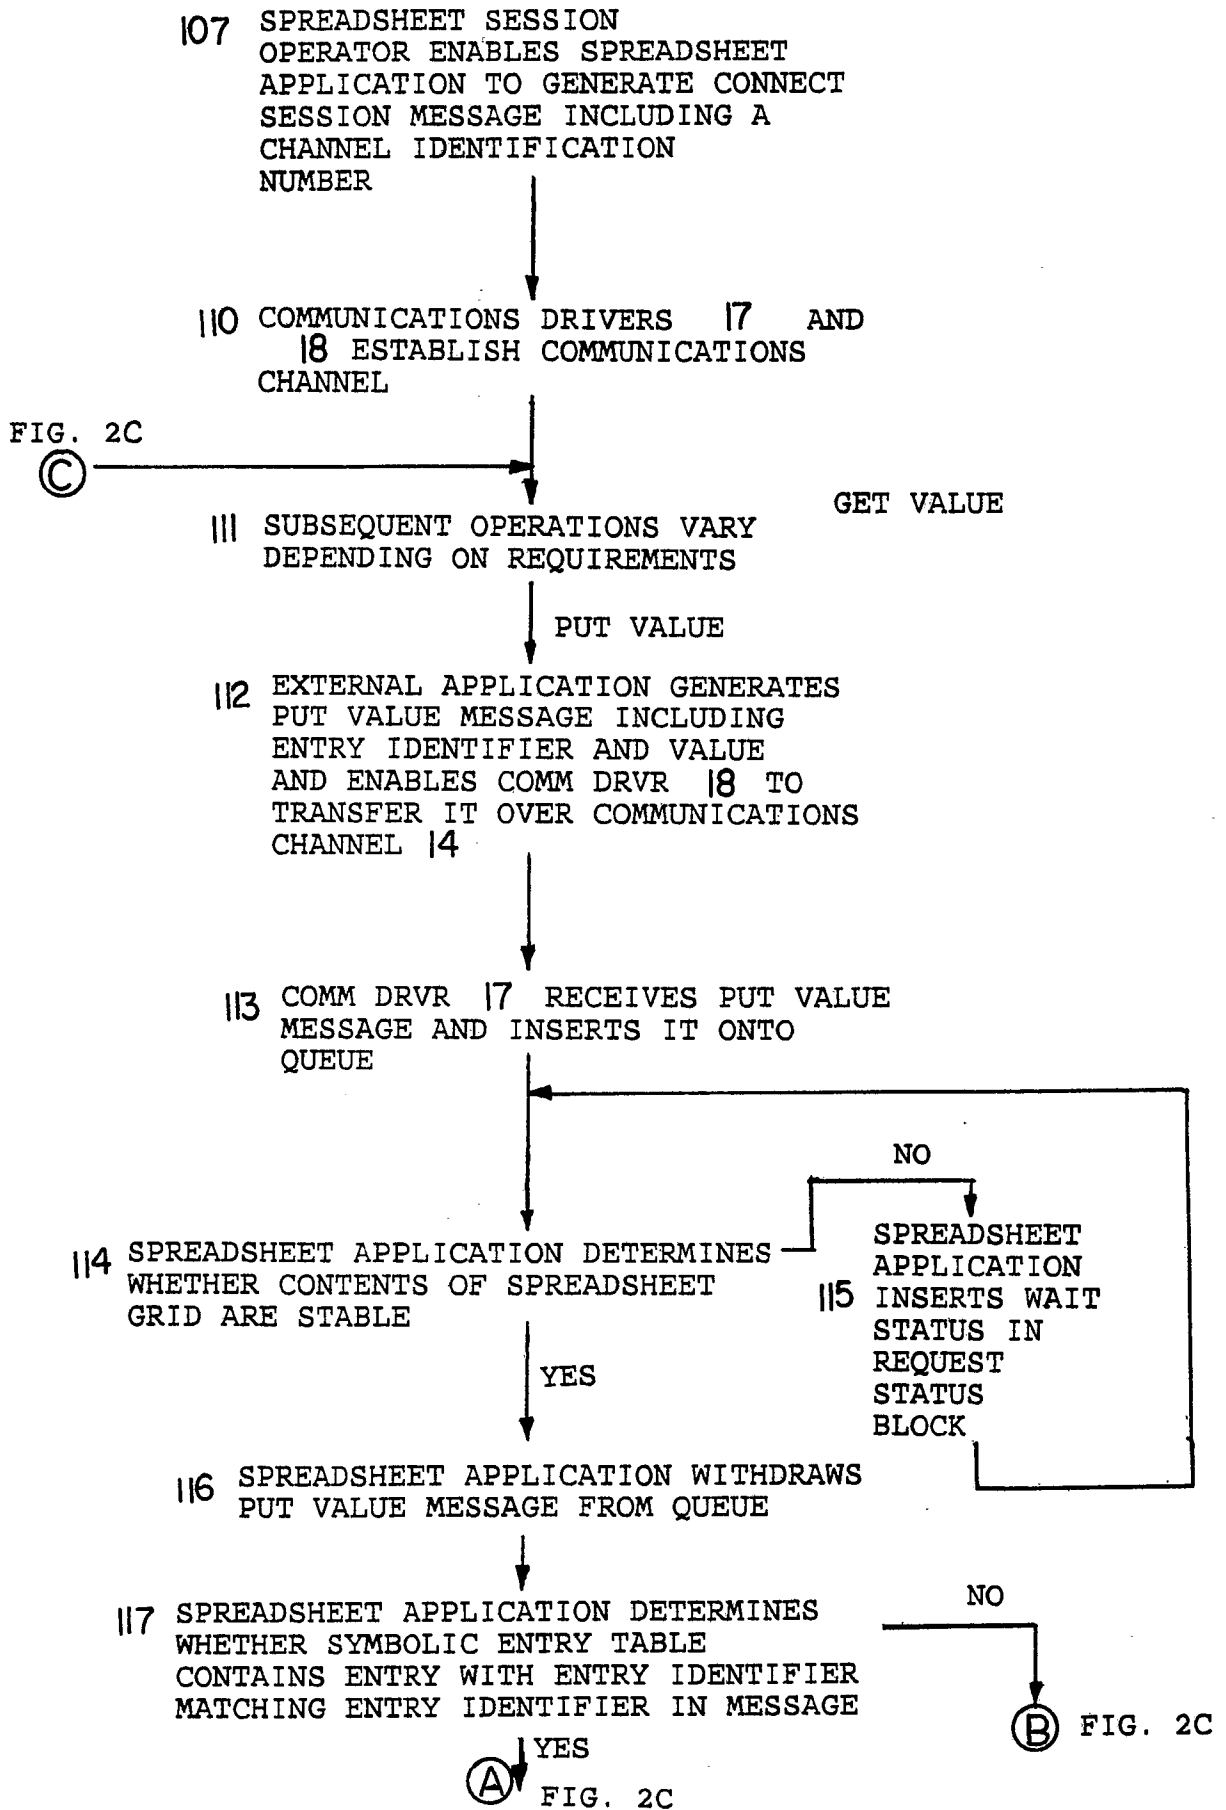 107 SPREADSHEET SESSION
OPERATOR ENABLES SPREADSHEET
APPLICATION TO GENERATE CONNECT
SESSION MESSAGE INCLUDING A
CHANNEL IDENTIFICATION
NUMBER
110 COMMUNICATIONS DRIVERS 17 AND
18 ESTABLISH COMMUNICATIONS
CHANNEL
FIG. 2C
C
GET VALUE
111 SUBSEQUENT OPERATIONS VARY
DEPENDING ON REQUIREMENTS
PUT VALUE
112 EXTERNAL APPLICATION GENERATES
PUT VALUE MESSAGE INCLUDING
ENTRY IDENTIFIER AND VALUE
AND ENABLES COMM DRVR 18 TO
TRANSFER IT OVER COMMUNICATIONS
CHANNEL 14
113 COMM DRVR 17 RECEIVES PUT VALUE
MESSAGE AND INSERTS IT ONTO
QUEUE
NO
114 SPREADSHEET APPLICATION DETERMINES
WHETHER CONTENTS OF SPREADSHEET
GRID ARE STABLE
SPREADSHEET
APPLICATION
115 INSERTS WAIT
STATUS IN
REQUEST
STATUS
BLOCK
YES
116 SPREADSHEET APPLICATION WITHDRAWS
PUT VALUE MESSAGE FROM QUEUE
NO
117 SPREADSHEET APPLICATION DETERMINES
WHETHER SYMBOLIC ENTRY TABLE
CONTAINS ENTRY WITH ENTRY IDENTIFIER
MATCHING ENTRY IDENTIFIER IN MESSAGE
B FIG. 2C
YES
A FIG. 2C